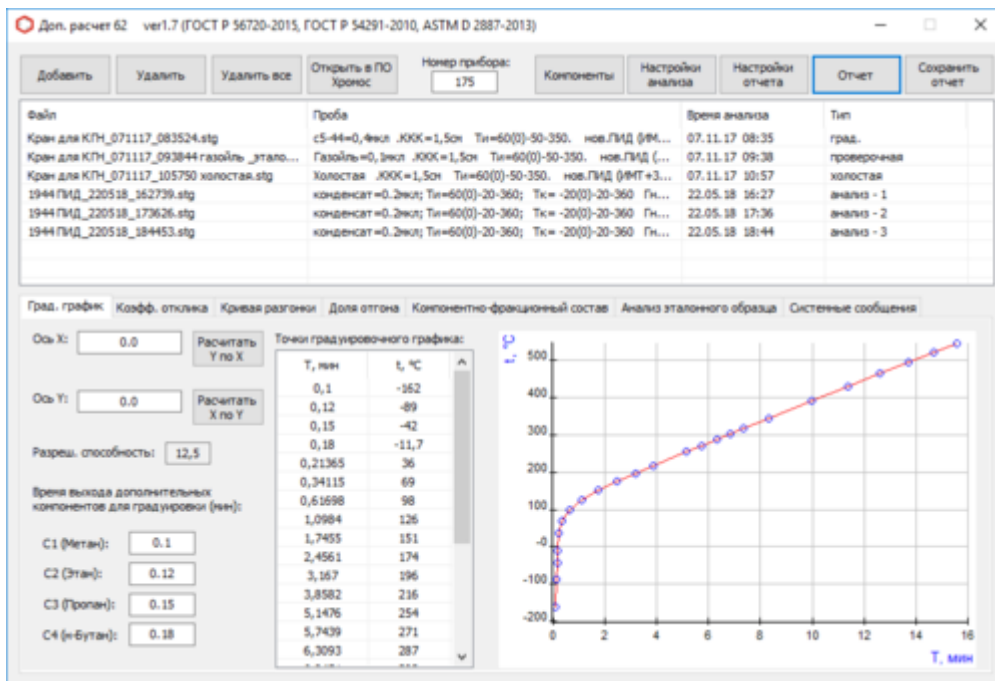 Доп. расчет 62 ver1.7 (ГОСТ Р 56720-2015, ГОСТ Р 54291-2010, ASTM D 2887-2013)
Добавить Удалить Удалить все Открыть в ПО Хронос Номер прибора: 175 Компоненты Настройки анализа Настройки отчета Отчет Сохранить отчет
Файл Проба Время анализа Тип
Кран для КГН_071117_083524.stg с5-44=0,4мкл .ККК=1,5сн Ти=60(0)-50-350. нов.ПИД (ИМ... 07.11.17 08:35 град.
Кран для КГН_071117_093844 газойль _этало... Газойль=0,1мкл .ККК=1,5сн Ти=60(0)-50-350. нов.ПИД (... 07.11.17 09:38 проверочная
Кран для КГН_071117_105750 холостая.stg Холостая .ККК=1,5сн Ти=60(0)-50-350. нов.ПИД (ИМТ+3... 07.11.17 10:57 холостая
1944 ПИД_220518_162739.stg конденсат=0.2мкл; Ти=60(0)-20-360; Тк= -20(0)-20-360 Гн... 22.05.18 16:27 анализ - 1
1944 ПИД_220518_173626.stg конденсат=0.2мкл; Ти=60(0)-20-360; Тк= -20(0)-20-360 Гн... 22.05.18 17:36 анализ - 2
1944 ПИД_220518_184453.stg конденсат=0.2мкл; Ти=60(0)-20-360; Тк= -20(0)-20-360 Гн... 22.05.18 18:44 анализ - 3
Град. график Коэфф. отклика Кривая разгонки Доля отгона Компонентно-фракционный состав Анализ эталонного образца Системные сообщения
Ось X: 0.0 Расчитать Y по X
Ось Y: 0.0 Расчитать X по Y
Разреш. способность: 12,5
Время выхода дополнительных
компонентов для градуировки (мин):
С1 (Метан): 0.1
С2 (Этан): 0.12
С3 (Пропан): 0.15
С4 (н-Бутан): 0.18
Точки градуировочного графика:
T, мин t, ºC
0,1 -162
0,12 -89
0,15 -42
0,18 -11,7
0,21365 36
0,34115 69
0,61698 98
1,0984 126
1,7455 151
2,4561 174
3,167 196
3,8582 216
5,1476 254
5,7439 271
6,3093 287
t, ºC
500
400
300
200
100
-0
-100
-200
0 2 4 6 8 10 12 14 16
T, мин